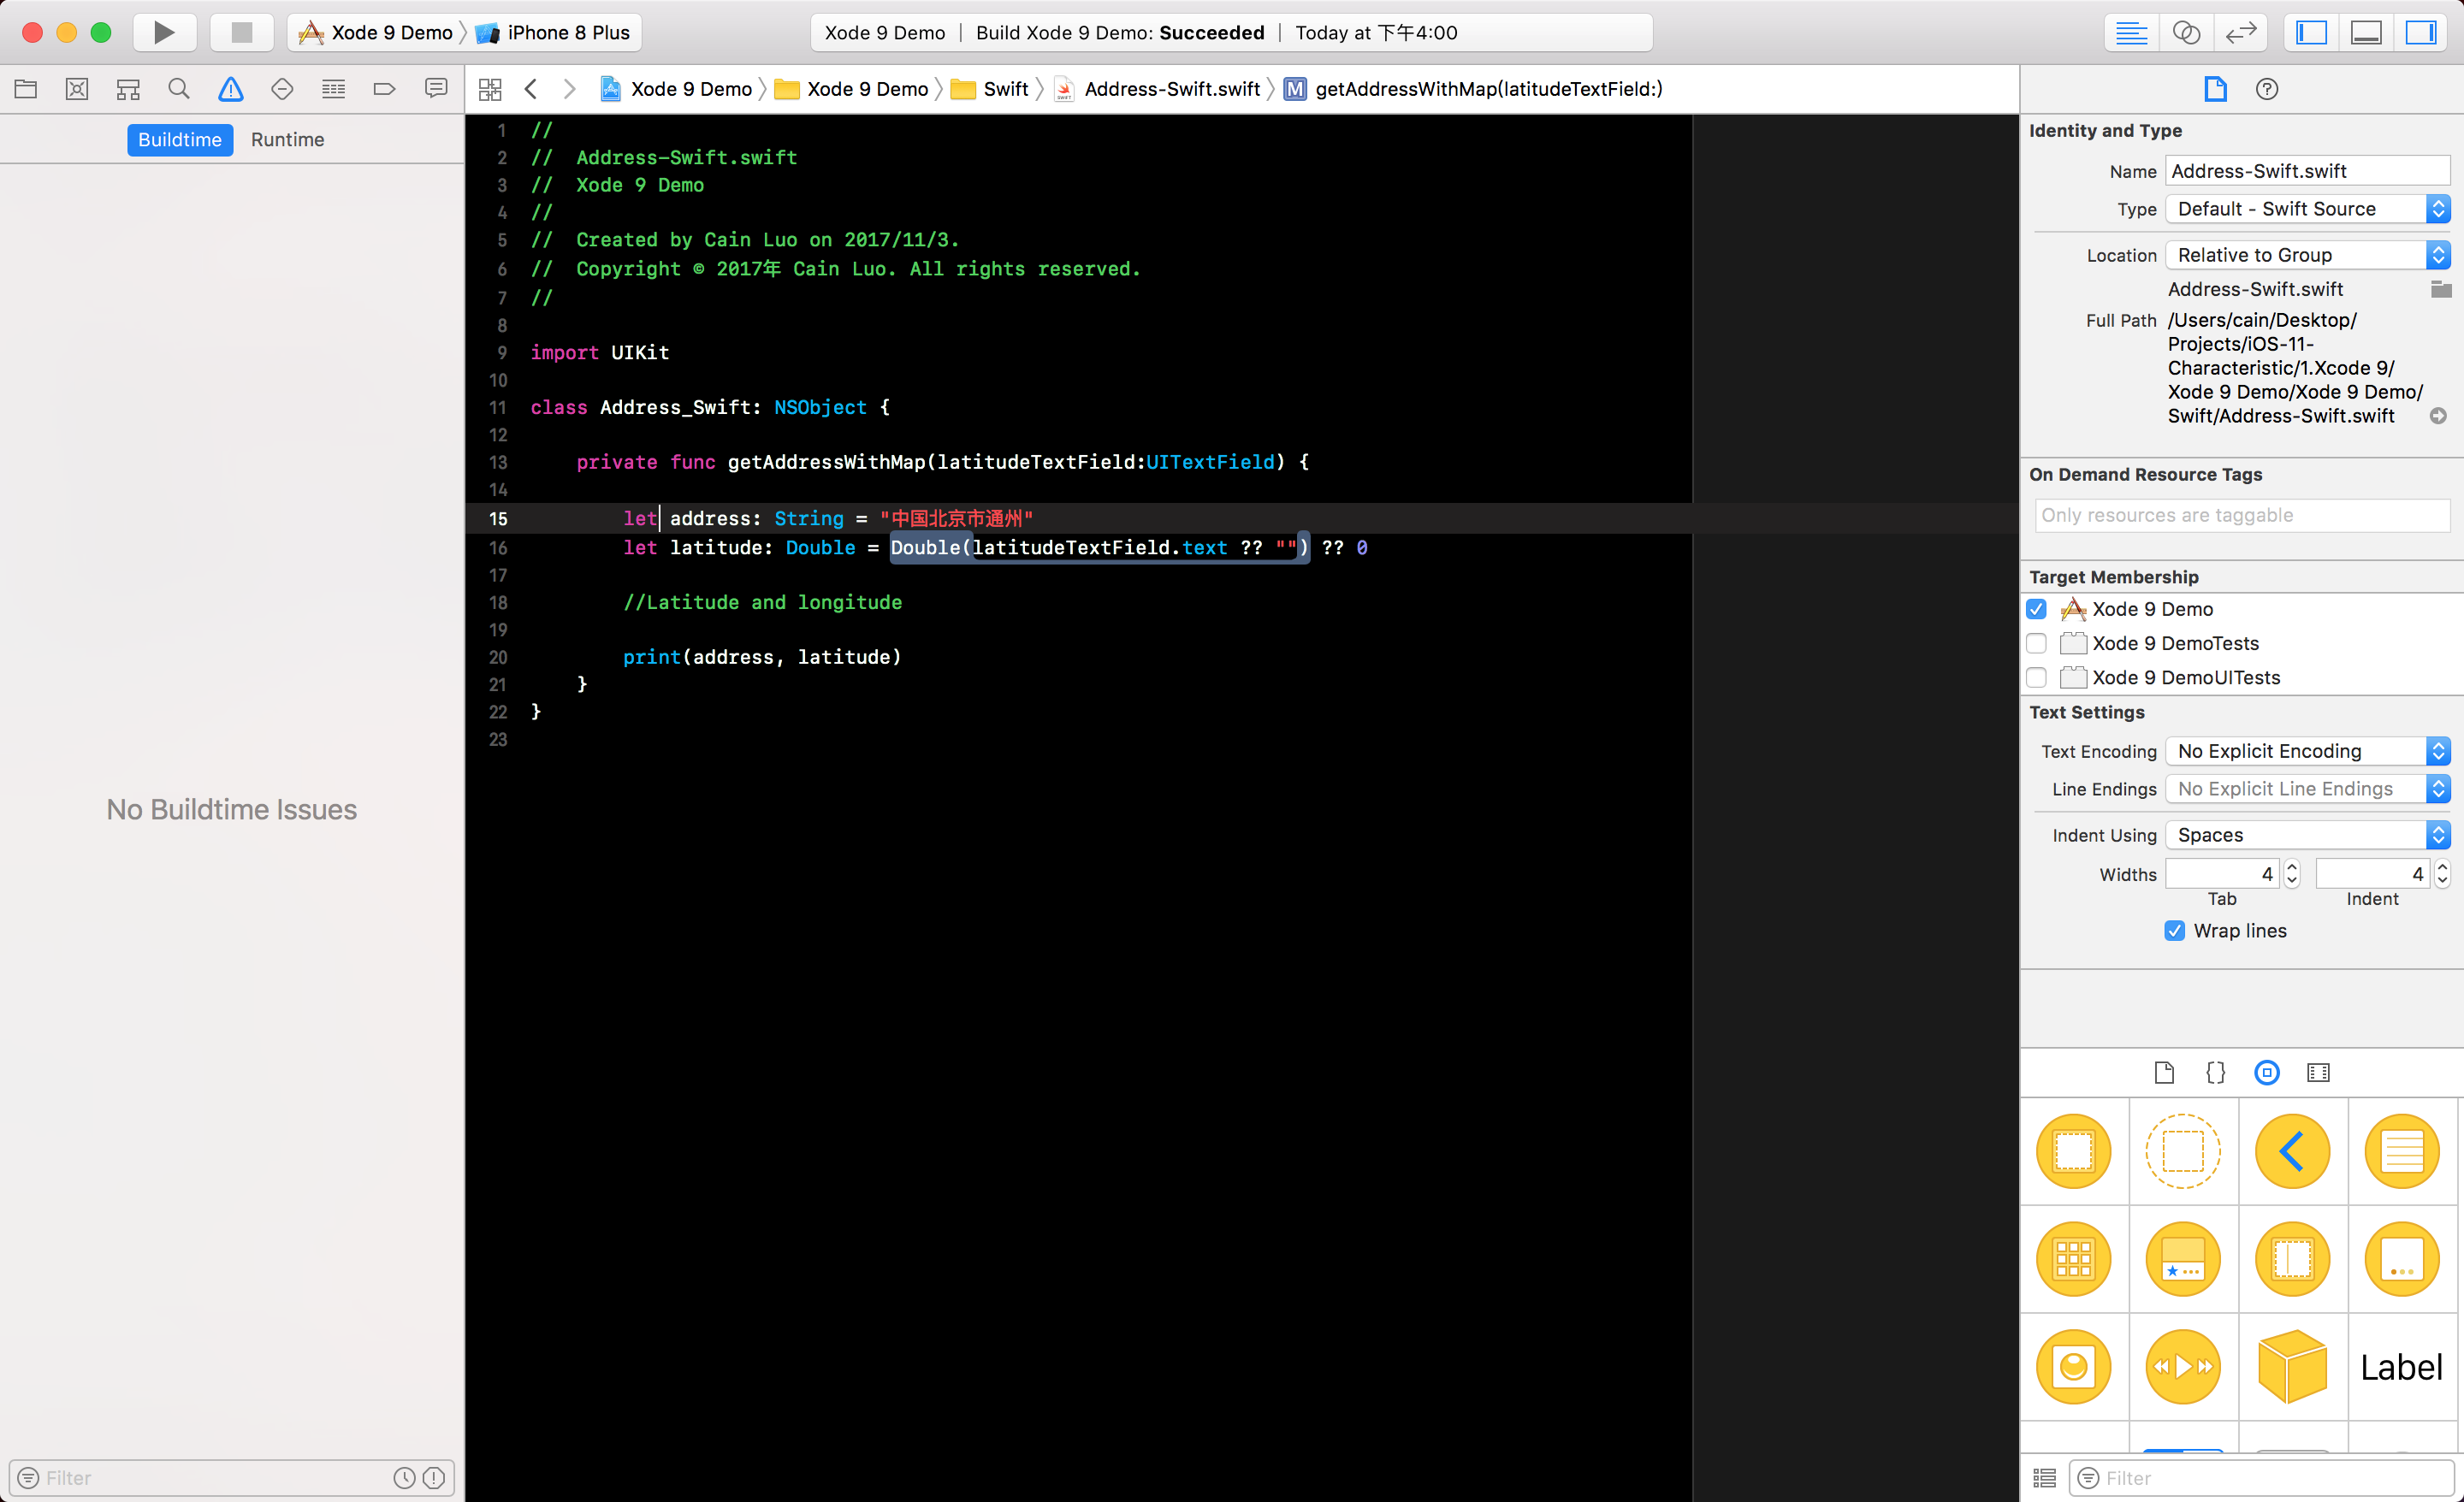 Xode 9 Demo iPhone 8 Plus
Xode 9 Demo | Build Xode 9 Demo: Succeeded | Today at 下午4:00
Buildtime Runtime
No Buildtime Issues
Filter
Xode 9 Demo Xode 9 Demo Swift Address-Swift.swift M getAddressWithMap(latitudeTextField:)
1 //
2 //  Address-Swift.swift
3 //  Xode 9 Demo
4 //
5 //  Created by Cain Luo on 2017/11/3.
6 //  Copyright © 2017年 Cain Luo. All rights reserved.
7 //
8
9 import UIKit
10
11 class Address_Swift: NSObject {
12
13     private func getAddressWithMap(latitudeTextField:UITextField) {
14
15         let address: String = "中国北京市通州"
16         let latitude: Double = Double(latitudeTextField.text ?? "") ?? 0
17
18         //Latitude and longitude
19
20         print(address, latitude)
21     }
22 }
23
Identity and Type
Name Address-Swift.swift
Type Default - Swift Source
Location Relative to Group
Address-Swift.swift
Full Path /Users/cain/Desktop/
Projects/iOS-11-
Characteristic/1.Xcode 9/
Xode 9 Demo/Xode 9 Demo/
Swift/Address-Swift.swift
On Demand Resource Tags
Only resources are taggable
Target Membership
Xode 9 Demo
Xode 9 DemoTests
Xode 9 DemoUITests
Text Settings
Text Encoding No Explicit Encoding
Line Endings No Explicit Line Endings
Indent Using Spaces
Widths 4 4
Tab Indent
Wrap lines
{}
Label
Filter